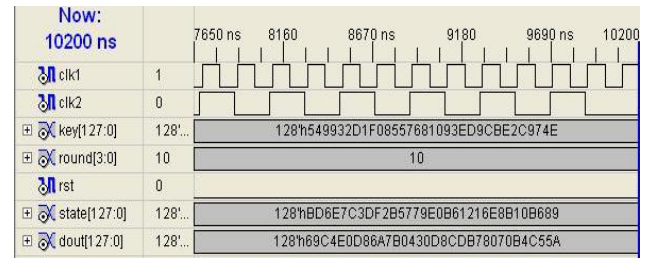 Now:
10200 ns
7650 ns 8160 8670 ns 9180 9690 ns 10200
clk1 1
clk2 0
key[127:0] 128'... 128'h549932D1F08557681093ED9CBE2C974E
round[3:0] 10 10
rst 0
state[127:0] 128'... 128'hBD6E7C3DF2B5779E0B61216E8B10B689
dout[127:0] 128'... 128'h69C4E0D86A7B0430D8CDB78070B4C55A